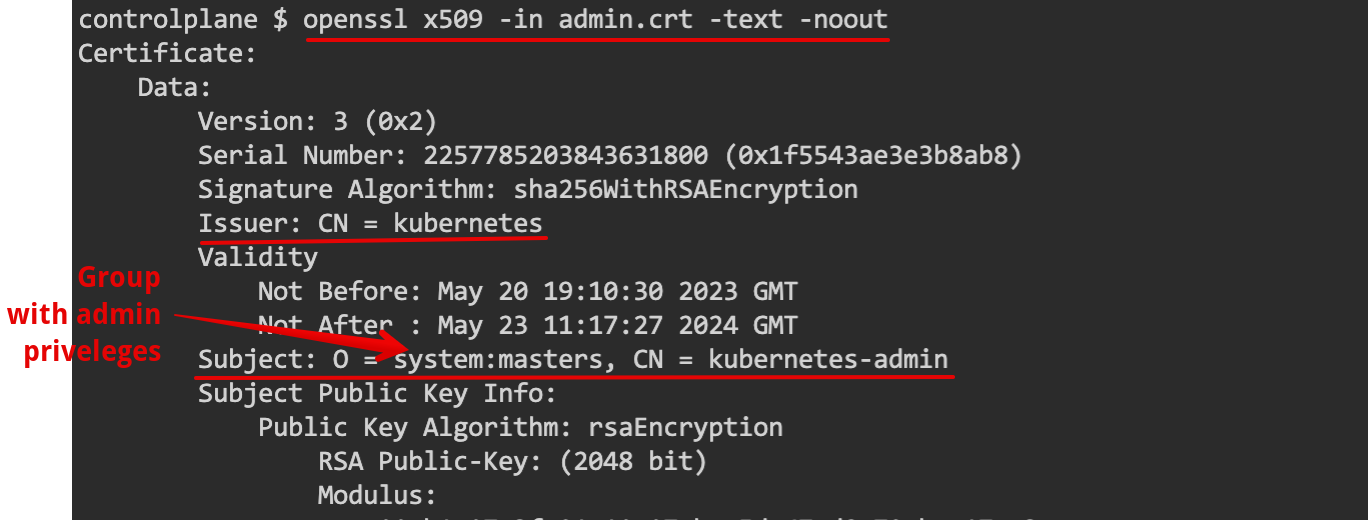 controlplane $ openssl x509 -in admin.crt -text -noout
Certificate:
Data:
Version: 3 (0x2)
Serial Number: 2257785203843631800 (0x1f5543ae3e3b8ab8)
Signature Algorithm: sha256WithRSAEncryption
Issuer: CN = kubernetes
Validity
Not Before: May 20 19:10:30 2023 GMT
Not After : May 23 11:17:27 2024 GMT
Subject: O = system:masters, CN = kubernetes-admin
Subject Public Key Info:
Public Key Algorithm: rsaEncryption
RSA Public-Key: (2048 bit)
Modulus:
Group
with admin
priveleges